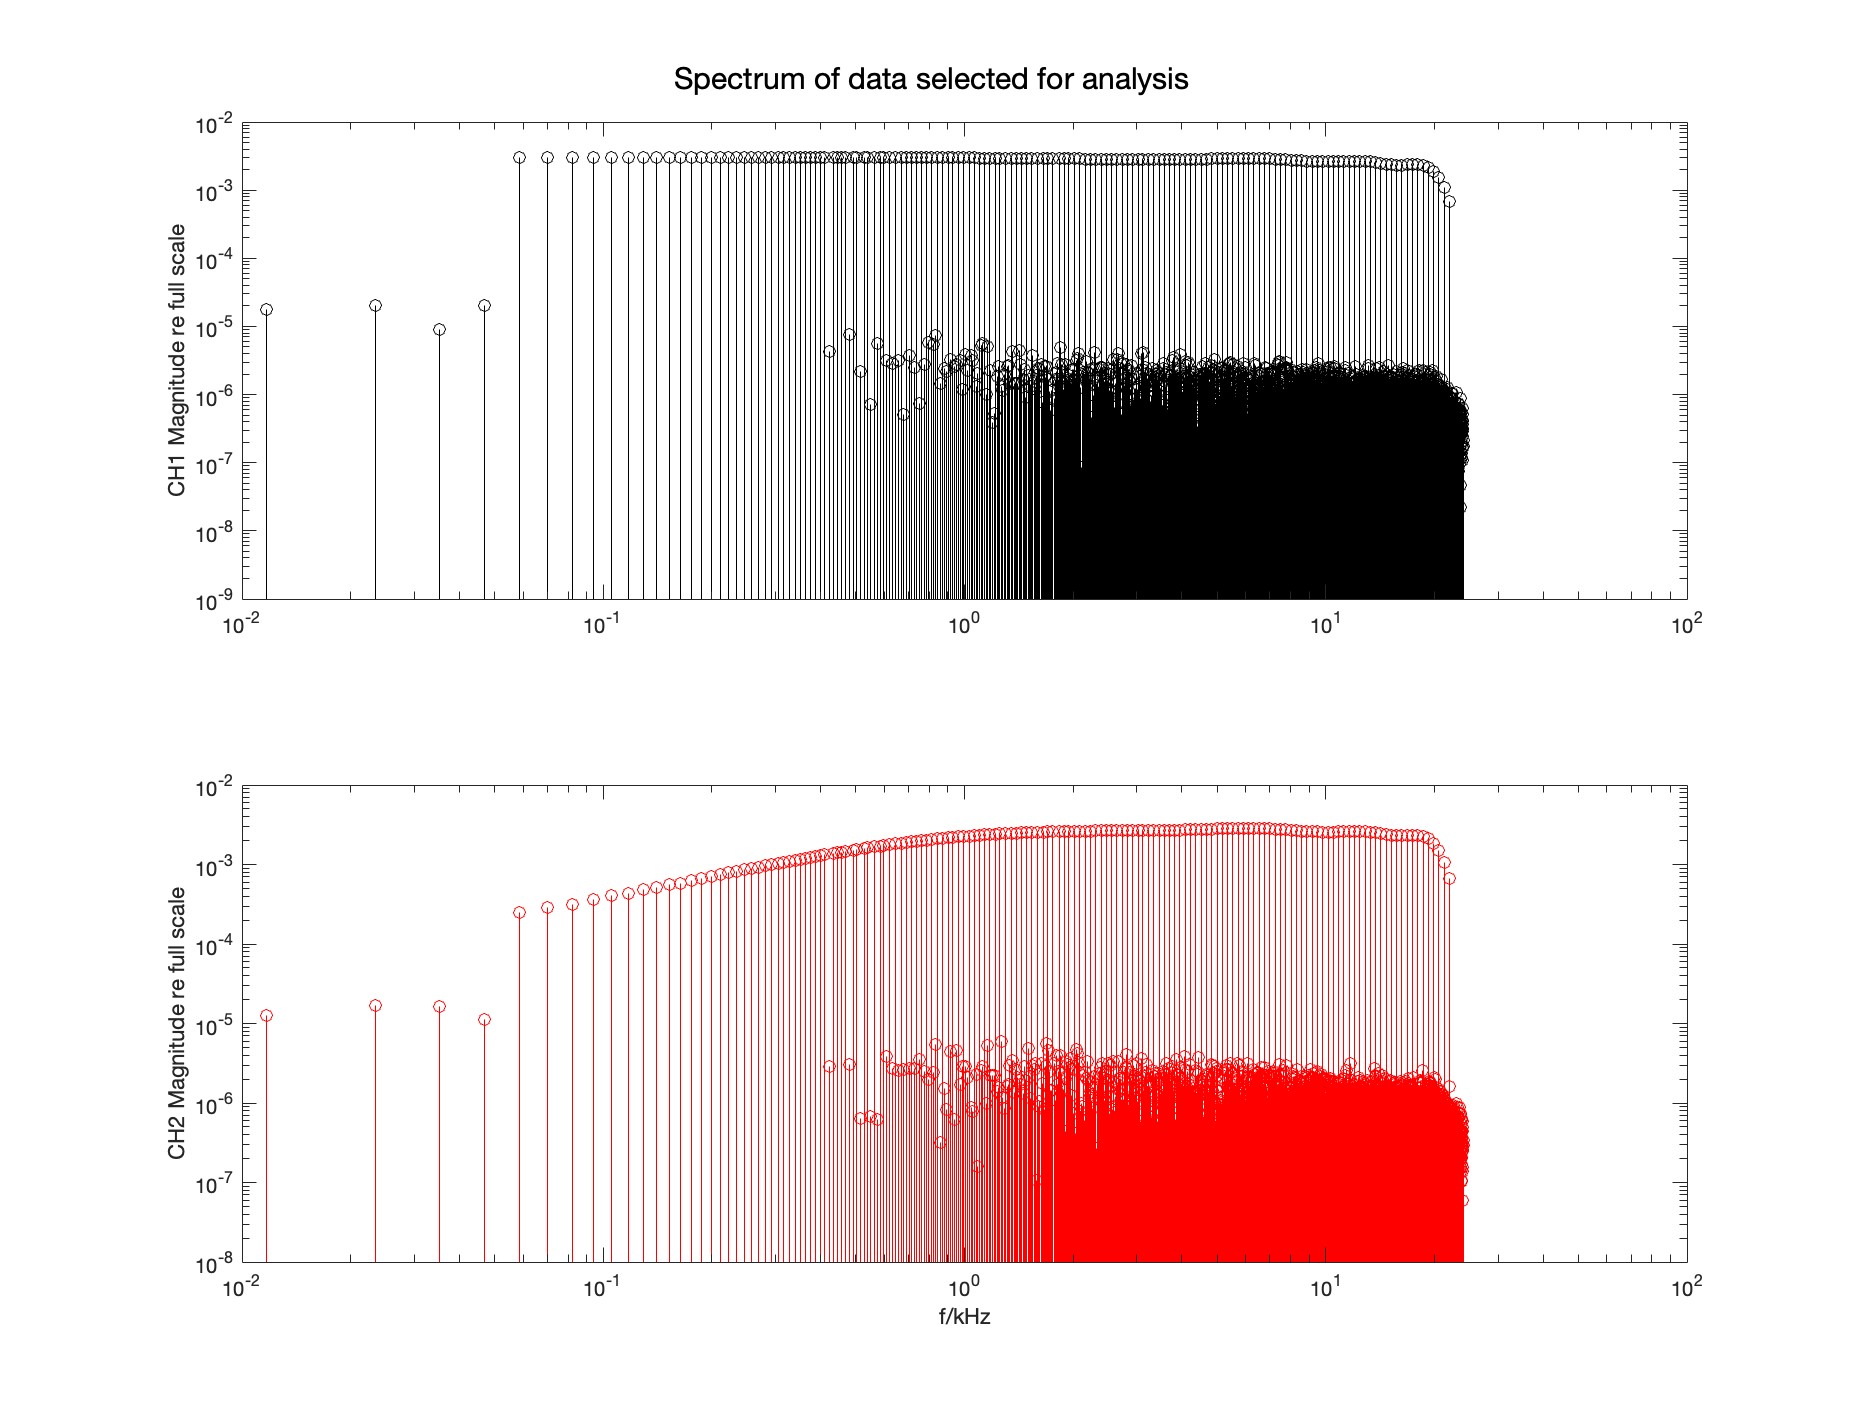 Spectrum of data selected for analysis
CH1 Magnitude re full scale
10^-2
10^-3
10^-4
10^-5
10^-6
10^-7
10^-8
10^-9
10^-2 10^-1 10^0 10^1 10^2
CH2 Magnitude re full scale
10^-2
10^-3
10^-4
10^-5
10^-6
10^-7
10^-8
10^-2 10^-1 10^0 10^1 10^2
f/kHz